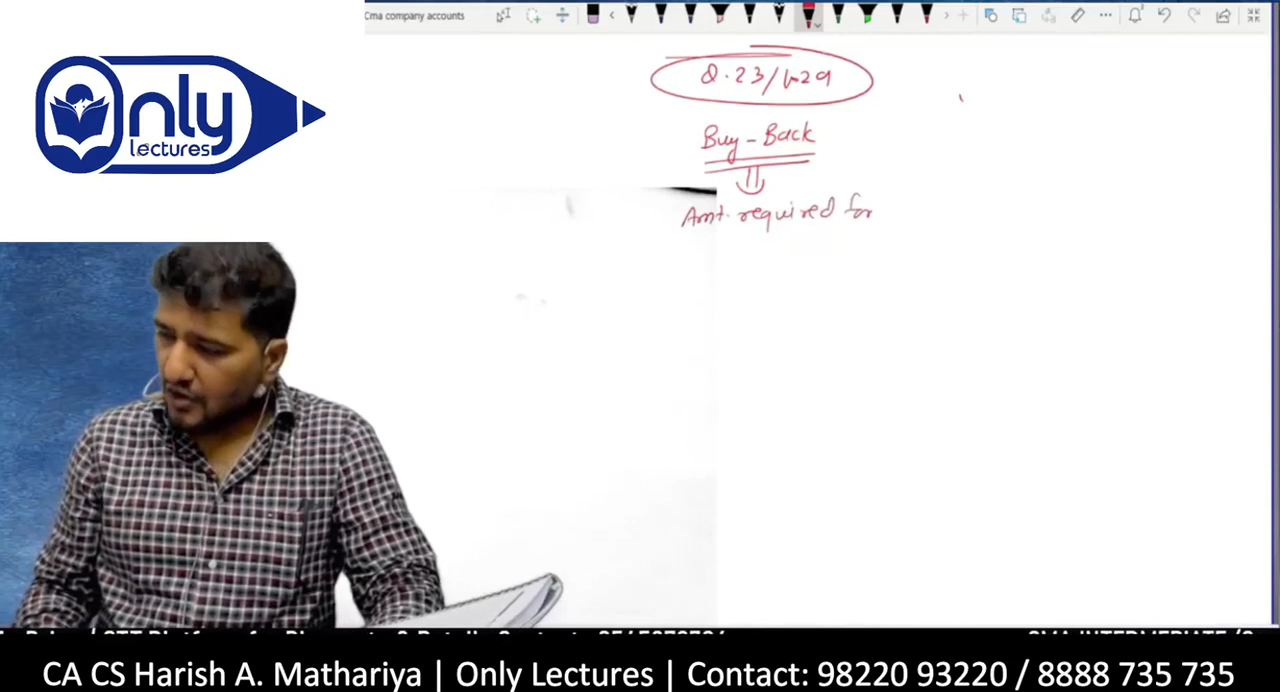 Cma company accounts
Only
lectures
Q.23/6.29
Buy-Back
Amt. required for
CA CS Harish A. Mathariya | Only Lectures | Contact: 98220 93220 / 8888 735 735